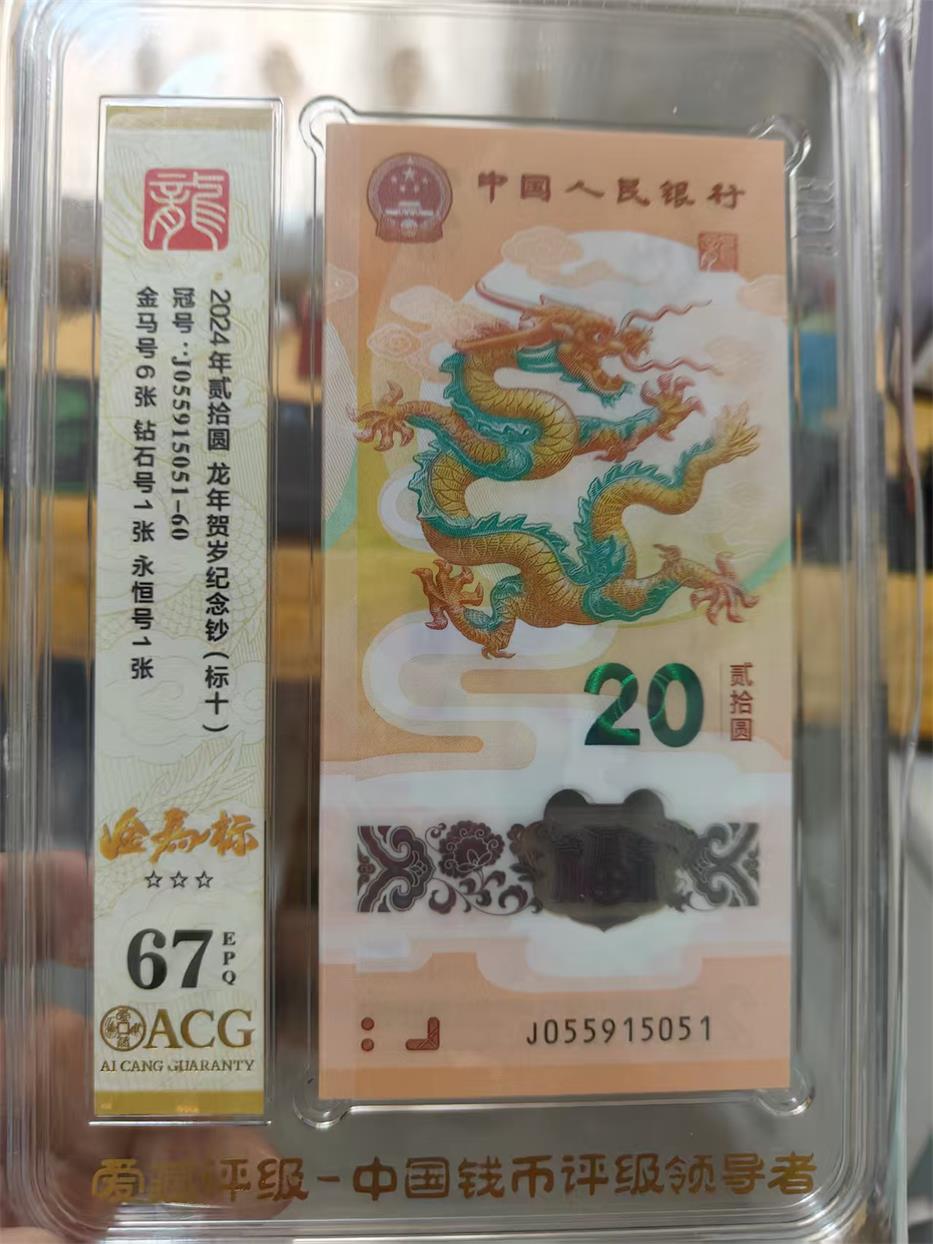 龍
2024年贰拾圆 龙年贺岁纪念钞(标十)
冠号:J055915051-60
金马号6张 钻石号1张 永恒号1张
金马标
☆☆☆
67 EPQ
ACG
AI CANG GUARANTY
中国人民银行
龍
20
贰拾圆
J055915051
爱藏评级-中国钱币评级领导者